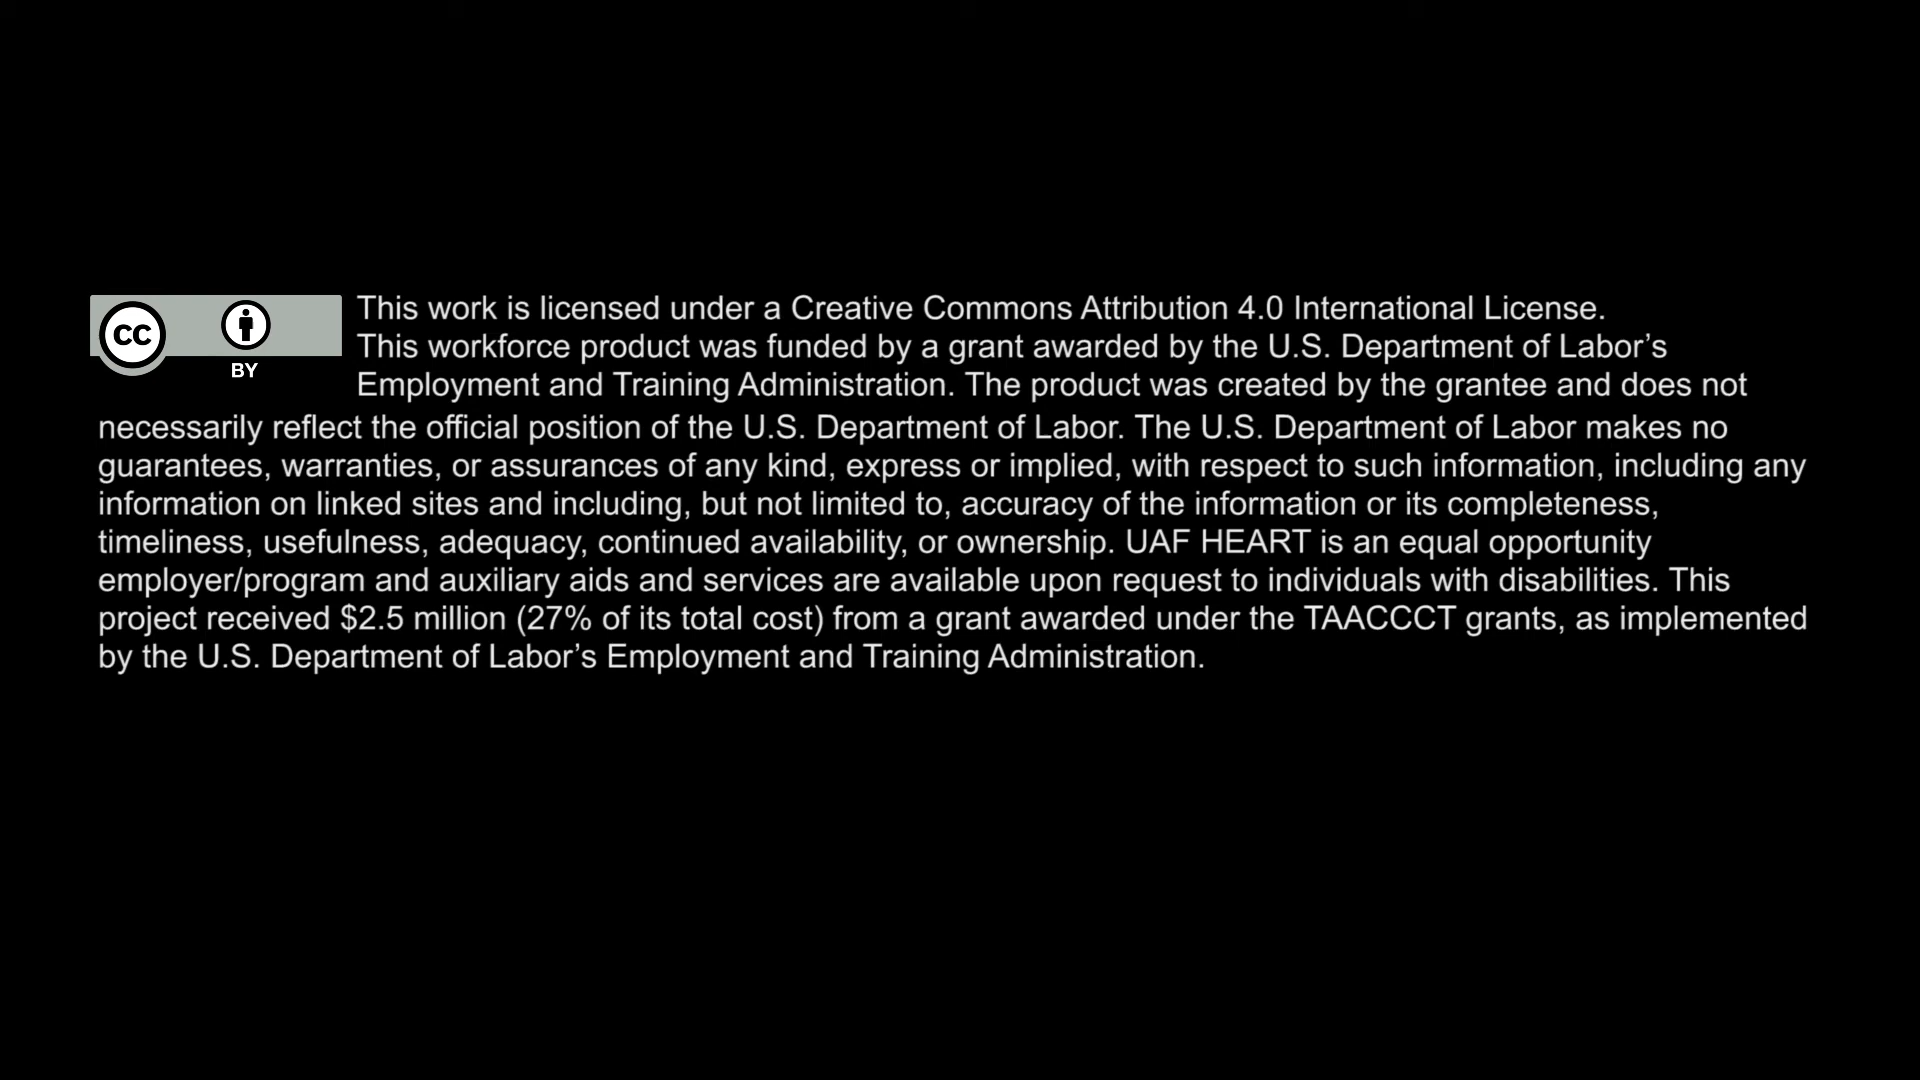 CC
BY
This work is licensed under a Creative Commons Attribution 4.0 International License.
This workforce product was funded by a grant awarded by the U.S. Department of Labor’s
Employment and Training Administration. The product was created by the grantee and does not
necessarily reflect the official position of the U.S. Department of Labor. The U.S. Department of Labor makes no
guarantees, warranties, or assurances of any kind, express or implied, with respect to such information, including any
information on linked sites and including, but not limited to, accuracy of the information or its completeness,
timeliness, usefulness, adequacy, continued availability, or ownership. UAF HEART is an equal opportunity
employer/program and auxiliary aids and services are available upon request to individuals with disabilities. This
project received $2.5 million (27% of its total cost) from a grant awarded under the TAACCCT grants, as implemented
by the U.S. Department of Labor’s Employment and Training Administration.